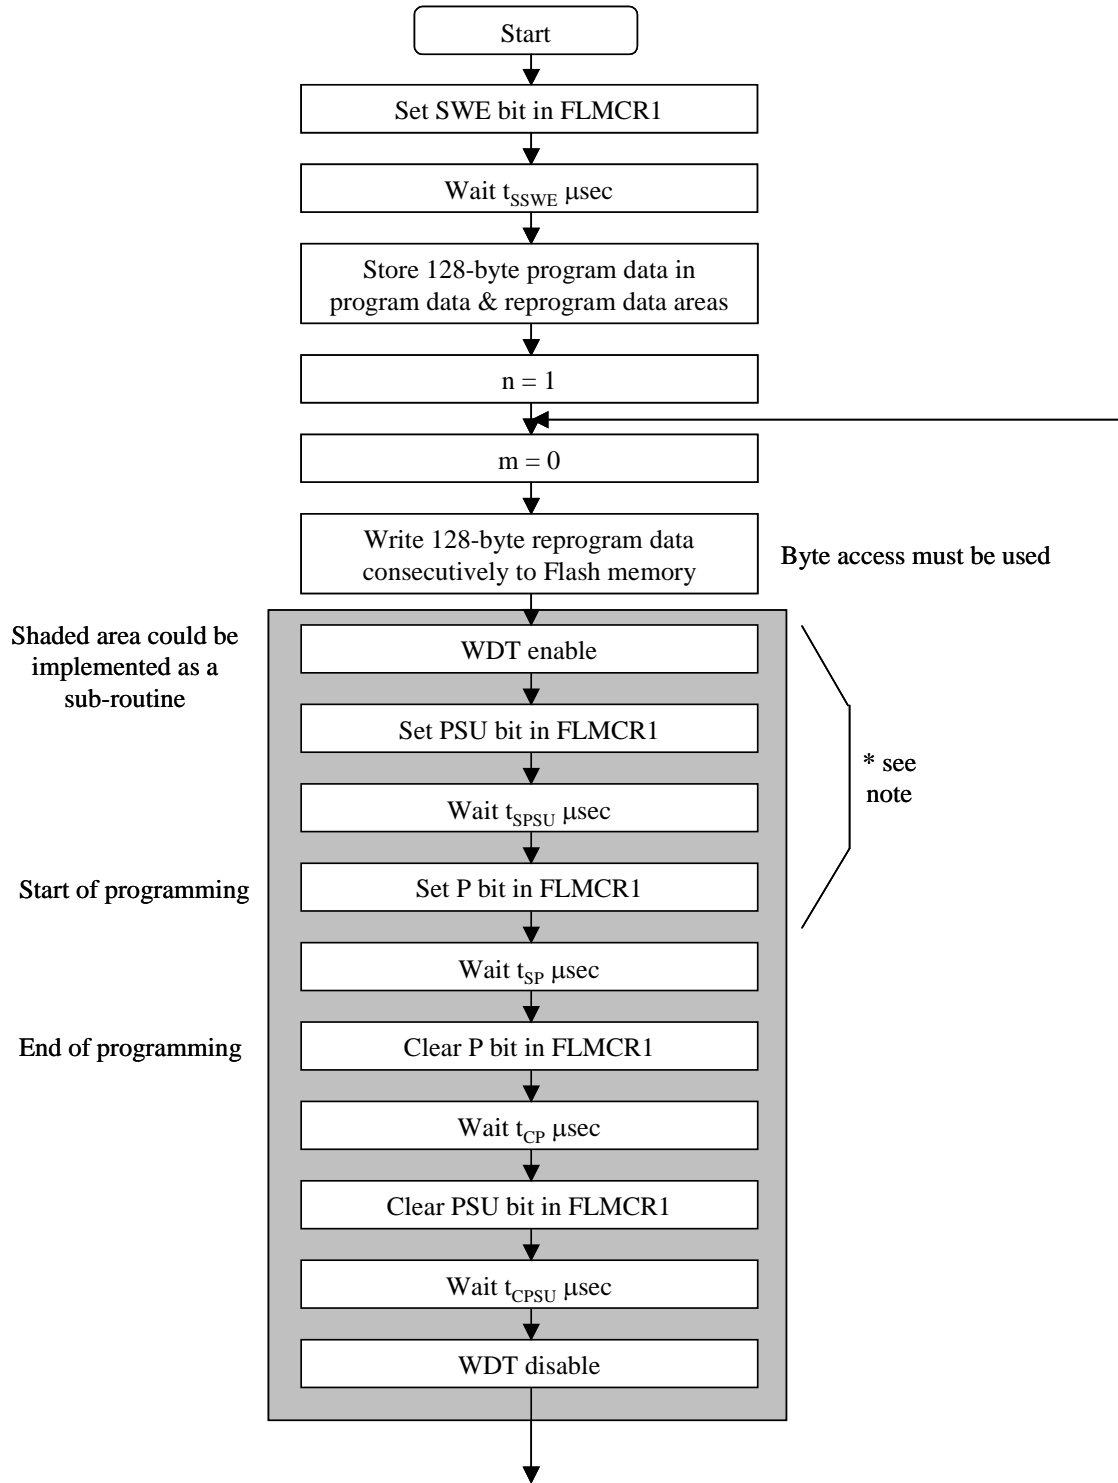 Start
Set SWE bit in FLMCR1
Wait tSSWE μsec
Store 128-byte program data in
program data & reprogram data areas
n = 1
m = 0
Write 128-byte reprogram data
consecutively to Flash memory
Byte access must be used
Shaded area could be
implemented as a
sub-routine
WDT enable
Set PSU bit in FLMCR1
* see
note
Wait tSPSU μsec
Start of programming
Set P bit in FLMCR1
Wait tSP μsec
End of programming
Clear P bit in FLMCR1
Wait tCP μsec
Clear PSU bit in FLMCR1
Wait tCPSU μsec
WDT disable